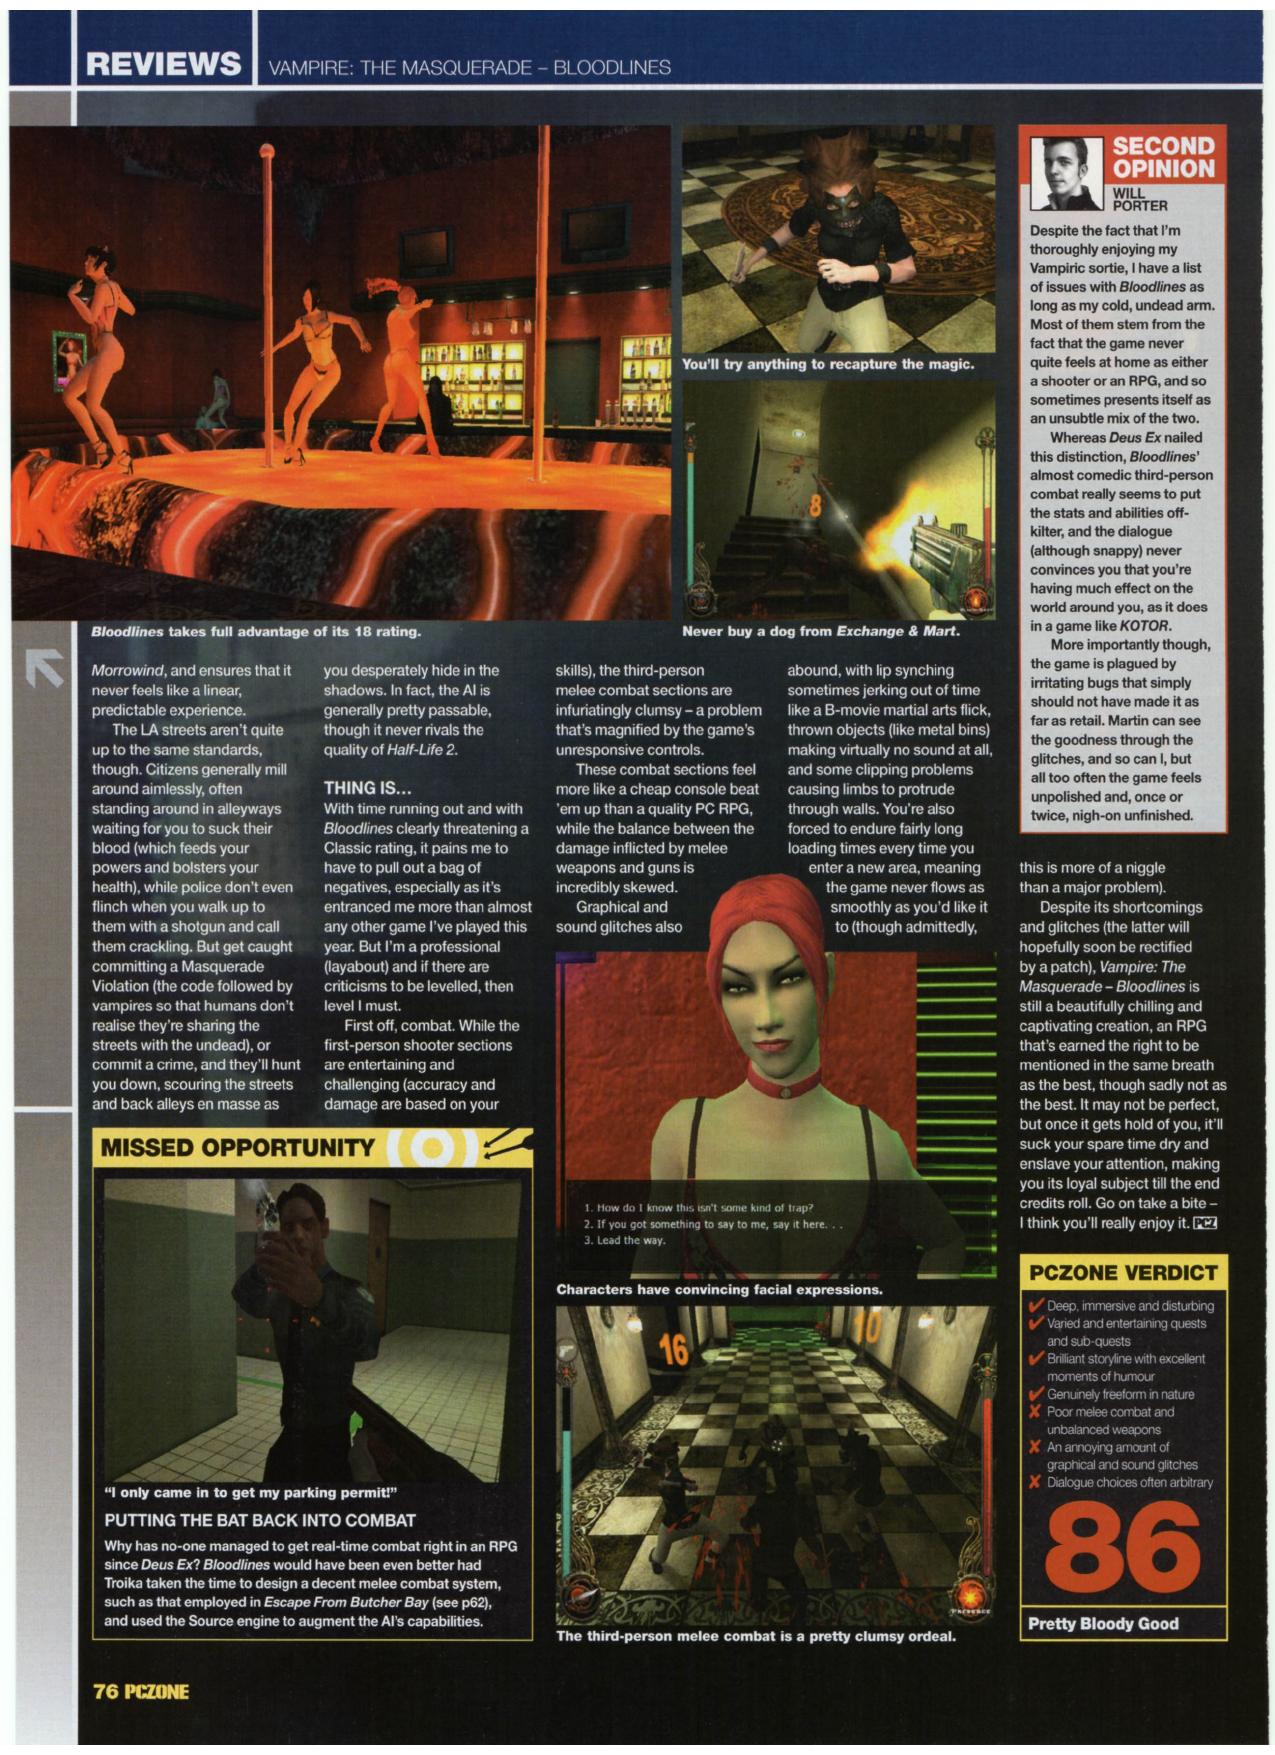 REVIEWS
VAMPIRE: THE MASQUERADE – BLOODLINES
Bloodlines takes full advantage of its 18 rating.
You'll try anything to recapture the magic.
8
Never buy a dog from Exchange & Mart.
Morrowind, and ensures that it
never feels like a linear,
predictable experience.
The LA streets aren't quite
up to the same standards,
though. Citizens generally mill
around aimlessly, often
standing around in alleyways
waiting for you to suck their
blood (which feeds your
powers and bolsters your
health), while police don't even
flinch when you walk up to
them with a shotgun and call
them crackling. But get caught
committing a Masquerade
Violation (the code followed by
vampires so that humans don't
realise they're sharing the
streets with the undead), or
commit a crime, and they'll hunt
you down, scouring the streets
and back alleys en masse as
you desperately hide in the
shadows. In fact, the AI is
generally pretty passable,
though it never rivals the
quality of Half-Life 2.
THING IS...
With time running out and with
Bloodlines clearly threatening a
Classic rating, it pains me to
have to pull out a bag of
negatives, especially as it's
entranced me more than almost
any other game I've played this
year. But I'm a professional
(layabout) and if there are
criticisms to be levelled, then
level I must.
First off, combat. While the
first-person shooter sections
are entertaining and
challenging (accuracy and
damage are based on your
skills), the third-person
melee combat sections are
infuriatingly clumsy – a problem
that's magnified by the game's
unresponsive controls.
These combat sections feel
more like a cheap console beat
'em up than a quality PC RPG,
while the balance between the
damage inflicted by melee
weapons and guns is
incredibly skewed.
Graphical and
sound glitches also
abound, with lip synching
sometimes jerking out of time
like a B-movie martial arts flick,
thrown objects (like metal bins)
making virtually no sound at all,
and some clipping problems
causing limbs to protrude
through walls. You're also
forced to endure fairly long
loading times every time you
enter a new area, meaning
the game never flows as
smoothly as you'd like it
to (though admittedly,
this is more of a niggle
than a major problem).
Despite its shortcomings
and glitches (the latter will
hopefully soon be rectified
by a patch), Vampire: The
Masquerade – Bloodlines is
still a beautifully chilling and
captivating creation, an RPG
that's earned the right to be
mentioned in the same breath
as the best, though sadly not as
the best. It may not be perfect,
but once it gets hold of you, it'll
suck your spare time dry and
enslave your attention, making
you its loyal subject till the end
credits roll. Go on take a bite –
I think you'll really enjoy it. PCZ
SECOND
OPINION
WILL
PORTER
Despite the fact that I'm
thoroughly enjoying my
Vampiric sortie, I have a list
of issues with Bloodlines as
long as my cold, undead arm.
Most of them stem from the
fact that the game never
quite feels at home as either
a shooter or an RPG, and so
sometimes presents itself as
an unsubtle mix of the two.
Whereas Deus Ex nailed
this distinction, Bloodlines'
almost comedic third-person
combat really seems to put
the stats and abilities off-
kilter, and the dialogue
(although snappy) never
convinces you that you're
having much effect on the
world around you, as it does
in a game like KOTOR.
More importantly though,
the game is plagued by
irritating bugs that simply
should not have made it as
far as retail. Martin can see
the goodness through the
glitches, and so can I, but
all too often the game feels
unpolished and, once or
twice, nigh-on unfinished.
MISSED OPPORTUNITY
"I only came in to get my parking permit!"
PUTTING THE BAT BACK INTO COMBAT
Why has no-one managed to get real-time combat right in an RPG
since Deus Ex? Bloodlines would have been even better had
Troika taken the time to design a decent melee combat system,
such as that employed in Escape From Butcher Bay (see p62),
and used the Source engine to augment the AI's capabilities.
1. How do I know this isn't some kind of trap?
2. If you got something to say to me, say it here. . .
3. Lead the way.
Characters have convincing facial expressions.
16
10
PRESENCE
The third-person melee combat is a pretty clumsy ordeal.
PCZONE VERDICT
✓ Deep, immersive and disturbing
✓ Varied and entertaining quests
and sub-quests
✓ Brilliant storyline with excellent
moments of humour
✓ Genuinely freeform in nature
✗ Poor melee combat and
unbalanced weapons
✗ An annoying amount of
graphical and sound glitches
✗ Dialogue choices often arbitrary
86
Pretty Bloody Good
76 PCZONE